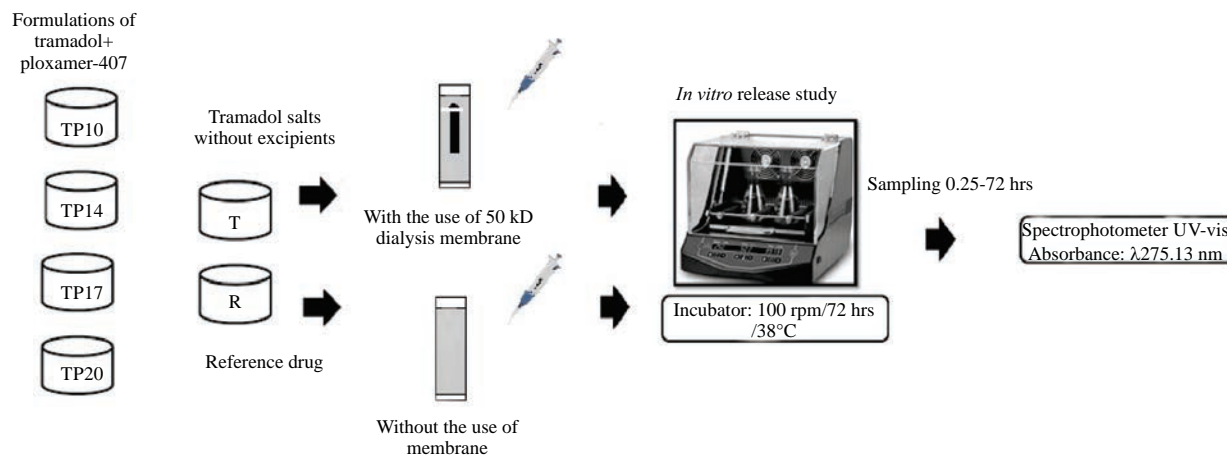 Formulations of
tramadol+
ploxamer-407
TP10
TP14
TP17
TP20
Tramadol salts
without excipients
T
R
Reference drug
With the use of 50 kD
dialysis membrane
Without the use of
membrane
In vitro release study
Incubator: 100 rpm/72 hrs
/38°C
Sampling 0.25-72 hrs
Spectrophotometer UV-vis
Absorbance: λ275.13 nm